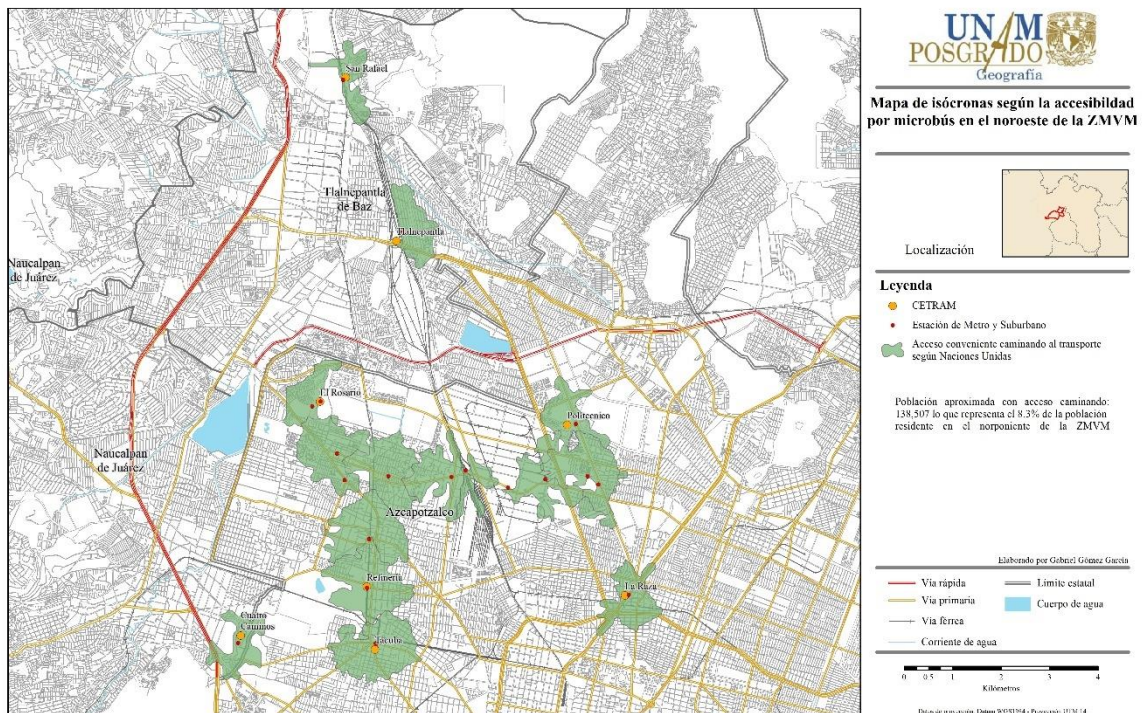 San Rafael
Tlalnepantla
de Baz
Tlalnepantla
Naucalpan
de Juárez
El Rosario
Politecnico
Naucalpan
de Juárez
Azcapotzalco
Refineria
La Raza
Cuatro
Caminos
Tacuba
UNAM
POSGRADO
Geografía
Mapa de isócronas según la accesibildad
por microbús en el noroeste de la ZMVM
Localización
Leyenda
CETRAM
Estación de Metro y Suburbano
Acceso conveniente caminando al transporte
según Naciones Unidas
Población aproximada con acceso caminando:
138,507 lo que representa el 8.3% de la población
residente en el norponiente de la ZMVM
Elaborado por Gabriel Gómez García
Vía rápida
Vía primaria
Vía férrea
Corriente de agua
Límite estatal
Cuerpo de agua
0 0.5 1 2 3 4
Kilómetros